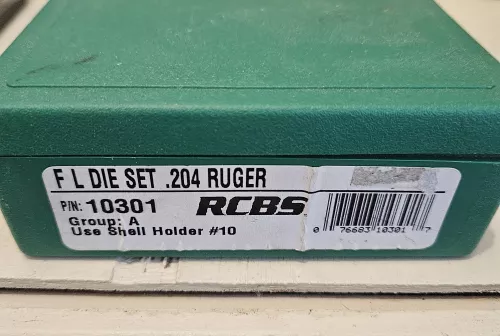 F L DIE SET .204 RUGER
P/N: 10301 RCBS
Group: A
Use Shell Holder #10
0 76683 10301 7